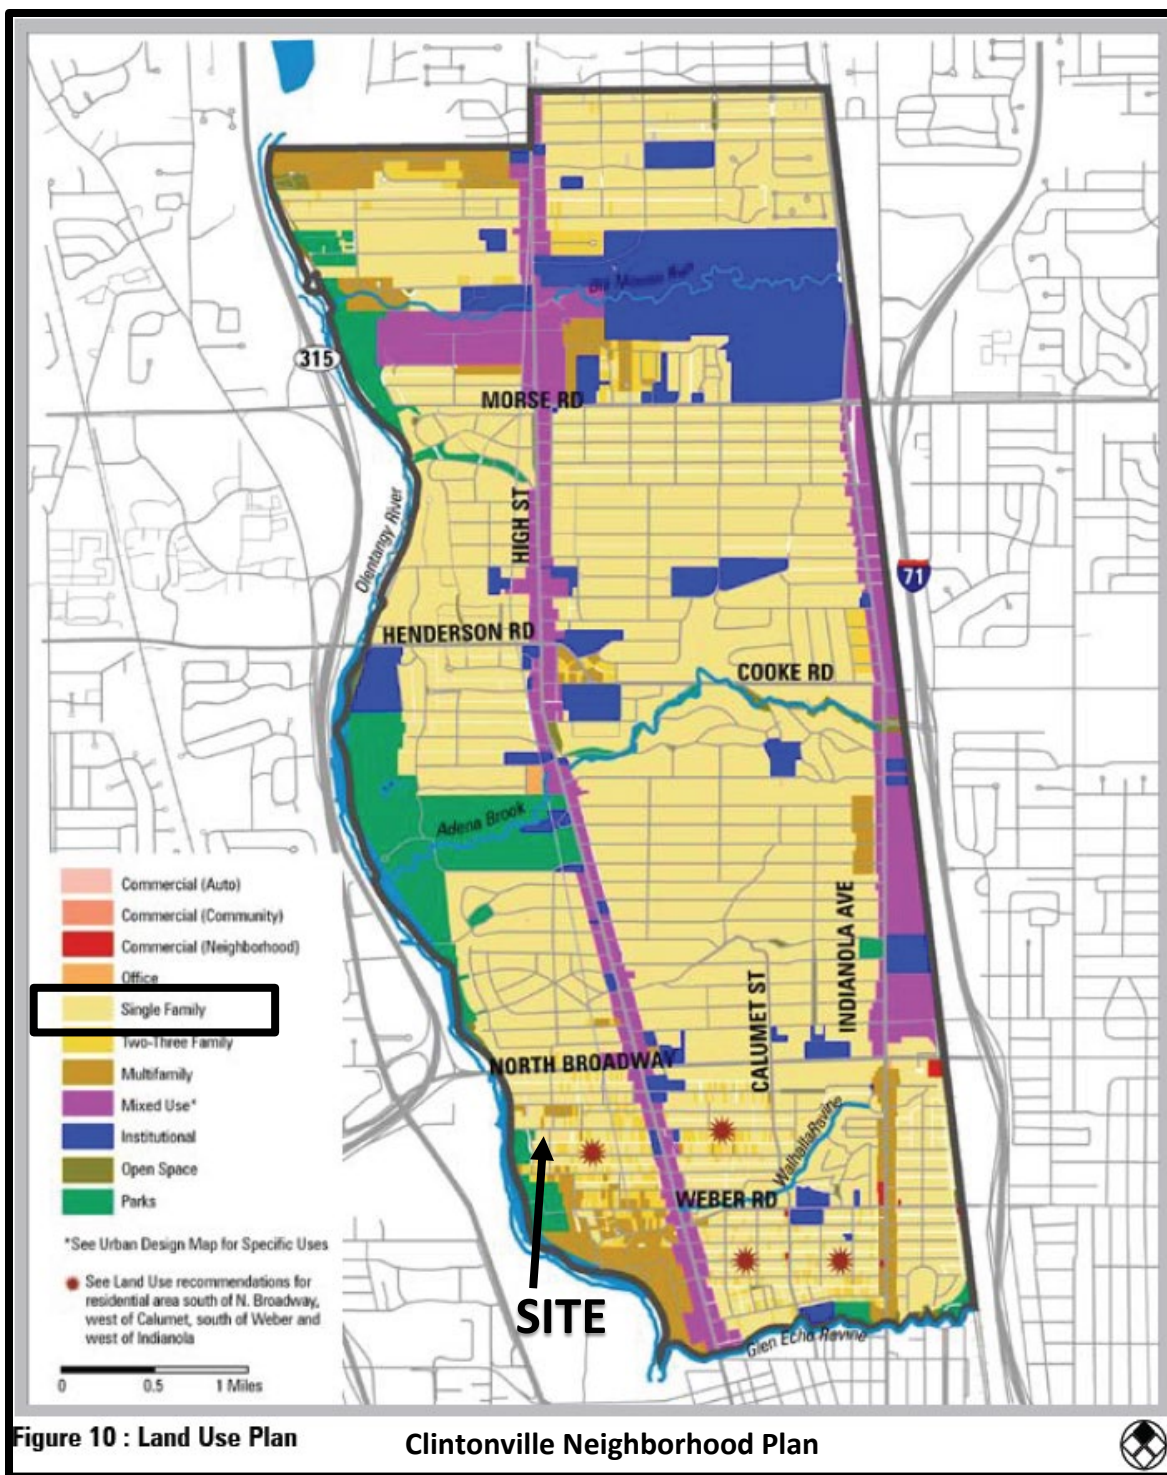 Big Momma Run
315
MORSE RD
HIGH ST
Olentangy River
71
HENDERSON RD
COOKE RD
Adena Brook
Commercial (Auto)
Commercial (Community)
Commercial (Neighborhood)
Office
Single Family
Two-Three Family
Multifamily
Mixed Use*
Institutional
Open Space
Parks
INDIANOLA AVE
CALUMET ST
NORTH BROADWAY
Walhalla Ravine
WEBER RD
*See Urban Design Map for Specific Uses
See Land Use recommendations for
residential area south of N. Broadway,
west of Calumet, south of Weber and
west of Indianola
SITE
Glen Echo Ravine
0 0.5 1 Miles
Figure 10 : Land Use Plan
Clintonville Neighborhood Plan